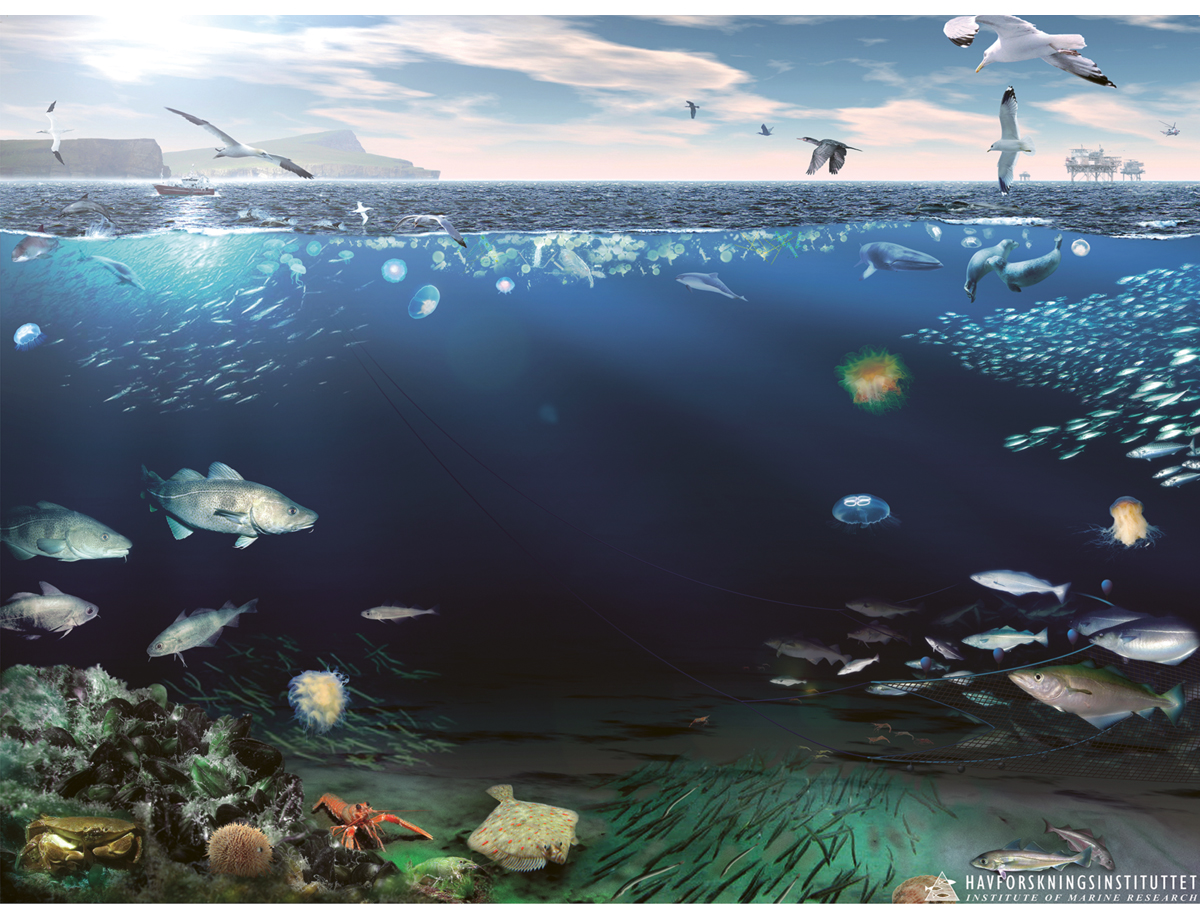 HAVFORSKNINGSINSTITUTTET
INSTITUTE OF MARINE RESEARCH